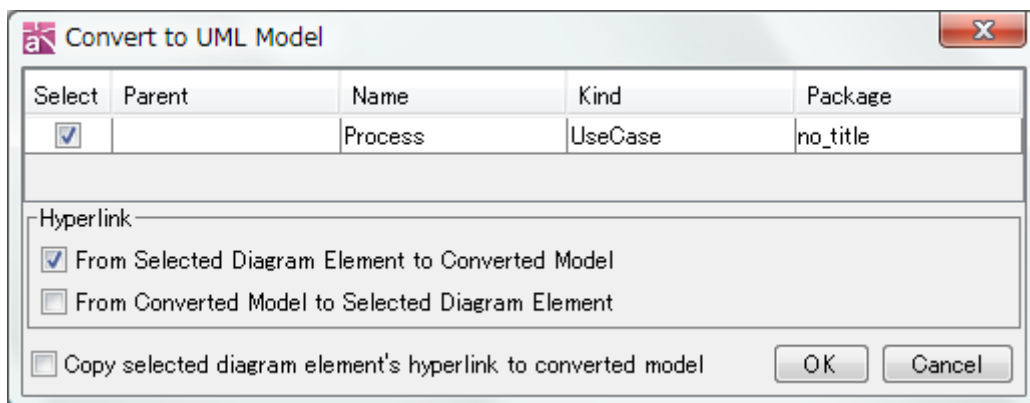 Convert to UML Model
Select Parent Name Kind Package
Process UseCase no_title
Hyperlink
From Selected Diagram Element to Converted Model
From Converted Model to Selected Diagram Element
Copy selected diagram element's hyperlink to converted model OK Cancel